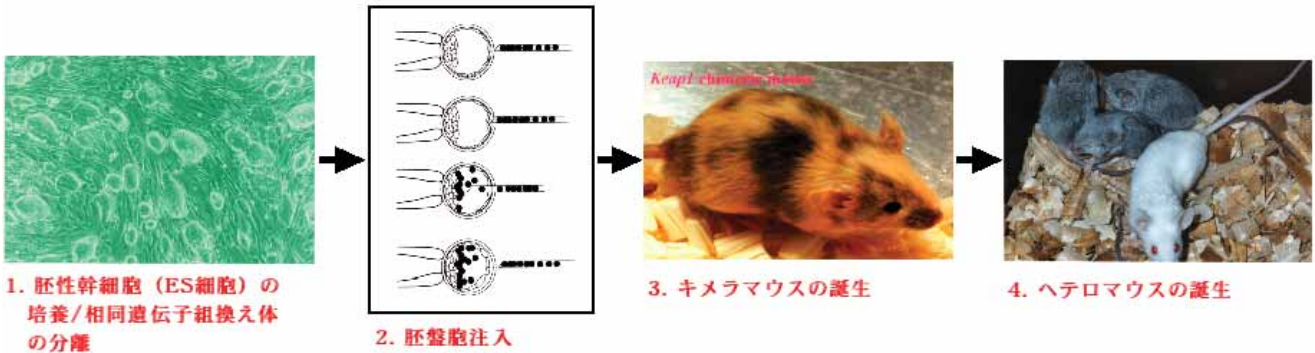 Keap1 chimeric mouse
1. 胚性幹細胞（ES細胞）の
培養/相同遺伝子組換え体
の分離
2. 胚盤胞注入
3. キメラマウスの誕生
4. ヘテロマウスの誕生